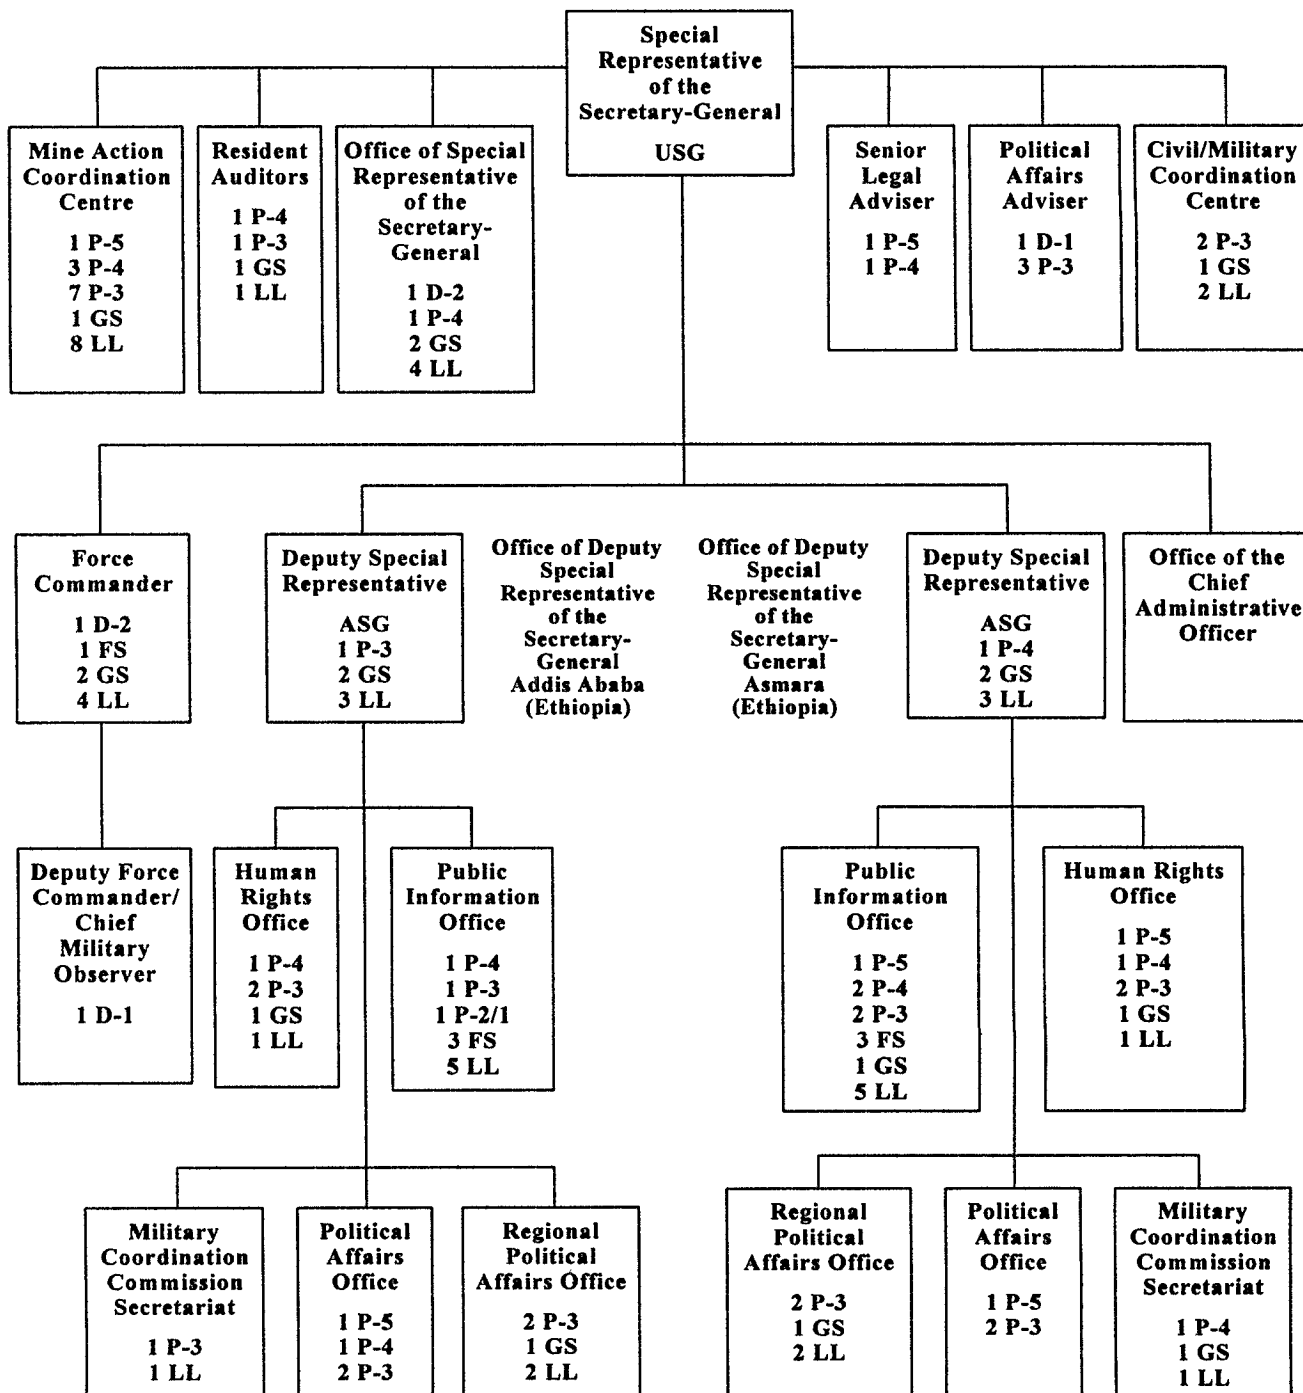 Special
Representative
of the
Secretary-General
USG
Mine Action
Coordination
Centre
1 P-5
3 P-4
7 P-3
1 GS
8 LL
Resident
Auditors
1 P-4
1 P-3
1 GS
1 LL
Office of Special
Representative
of the
Secretary-
General
1 D-2
1 P-4
2 GS
4 LL
Senior
Legal
Adviser
1 P-5
1 P-4
Political
Affairs
Adviser
1 D-1
3 P-3
Civil/Military
Coordination
Centre
2 P-3
1 GS
2 LL
Force
Commander
1 D-2
1 FS
2 GS
4 LL
Deputy Special
Representative
ASG
1 P-3
2 GS
3 LL
Office of Deputy
Special
Representative
of the
Secretary-
General
Addis Ababa
(Ethiopia)
Office of Deputy
Special
Representative
of the
Secretary-
General
Asmara
(Ethiopia)
Deputy Special
Representative
ASG
1 P-4
2 GS
3 LL
Office of the
Chief
Administrative
Officer
Deputy Force
Commander/
Chief
Military
Observer
1 D-1
Human
Rights
Office
1 P-4
2 P-3
1 GS
1 LL
Public
Information
Office
1 P-4
1 P-3
1 P-2/1
3 FS
5 LL
Public
Information
Office
1 P-5
2 P-4
2 P-3
3 FS
1 GS
5 LL
Human Rights
Office
1 P-5
1 P-4
2 P-3
1 GS
1 LL
Military
Coordination
Commission
Secretariat
1 P-3
1 LL
Political
Affairs
Office
1 P-5
1 P-4
2 P-3
Regional
Political
Affairs Office
2 P-3
1 GS
2 LL
Regional
Political
Affairs Office
2 P-3
1 GS
2 LL
Political
Affairs
Office
1 P-5
2 P-3
Military
Coordination
Commission
Secretariat
1 P-4
1 GS
1 LL